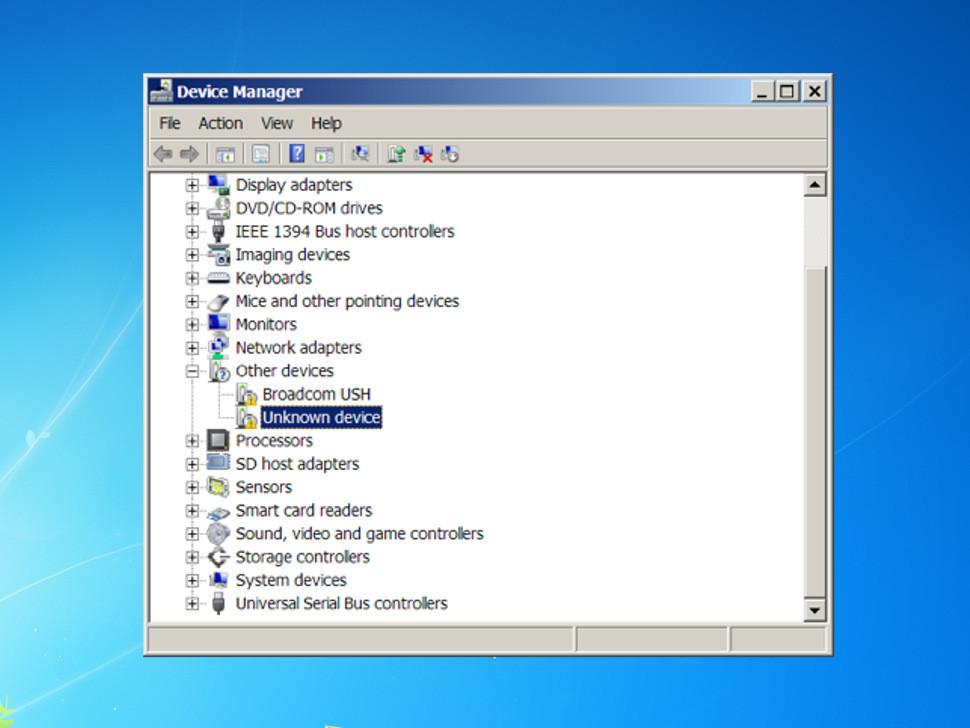 Device Manager
File Action View Help
Display adapters
DVD/CD-ROM drives
IEEE 1394 Bus host controllers
Imaging devices
Keyboards
Mice and other pointing devices
Monitors
Network adapters
Other devices
Broadcom USH
Unknown device
Processors
SD host adapters
Sensors
Smart card readers
Sound, video and game controllers
Storage controllers
System devices
Universal Serial Bus controllers